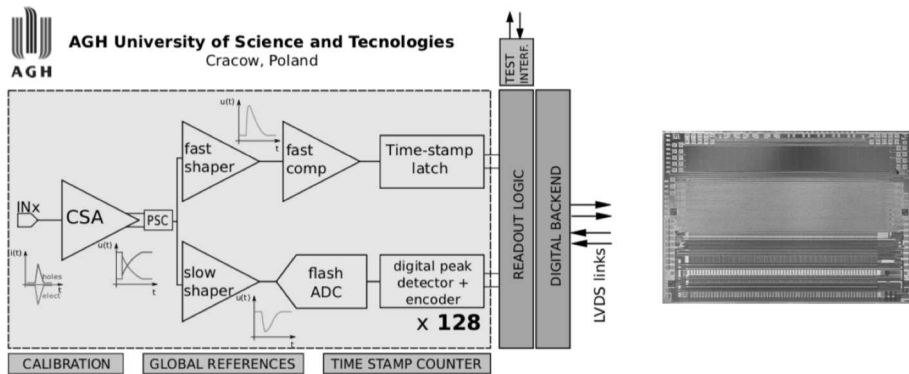 AGH
AGH University of Science and Tecnologies
Cracow, Poland
TEST
INTERF.
u(t)
t
fast
shaper
fast
comp
Time-stamp
latch
INx
CSA
PSC
i(t)
holes
elect
t
u(t)
t
slow
shaper
u(t)
t
flash
ADC
digital peak
detector +
encoder
x 128
READOUT LOGIC
DIGITAL BACKEND
LVDS links
CALIBRATION
GLOBAL REFERENCES
TIME STAMP COUNTER